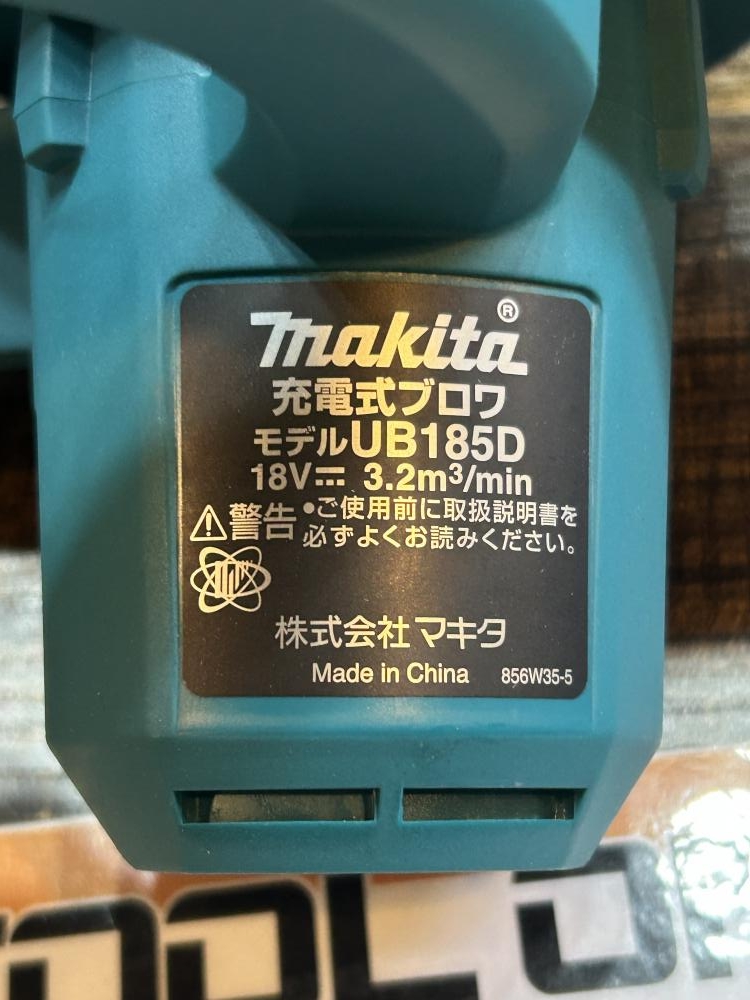 makita®
充電式ブロワ
モデルUB185D
18V⎓ 3.2m³/min
⚠警告 •ご使用前に取扱説明書を
必ずよくお読みください。
株式会社マキタ
Made in China 856W35-5